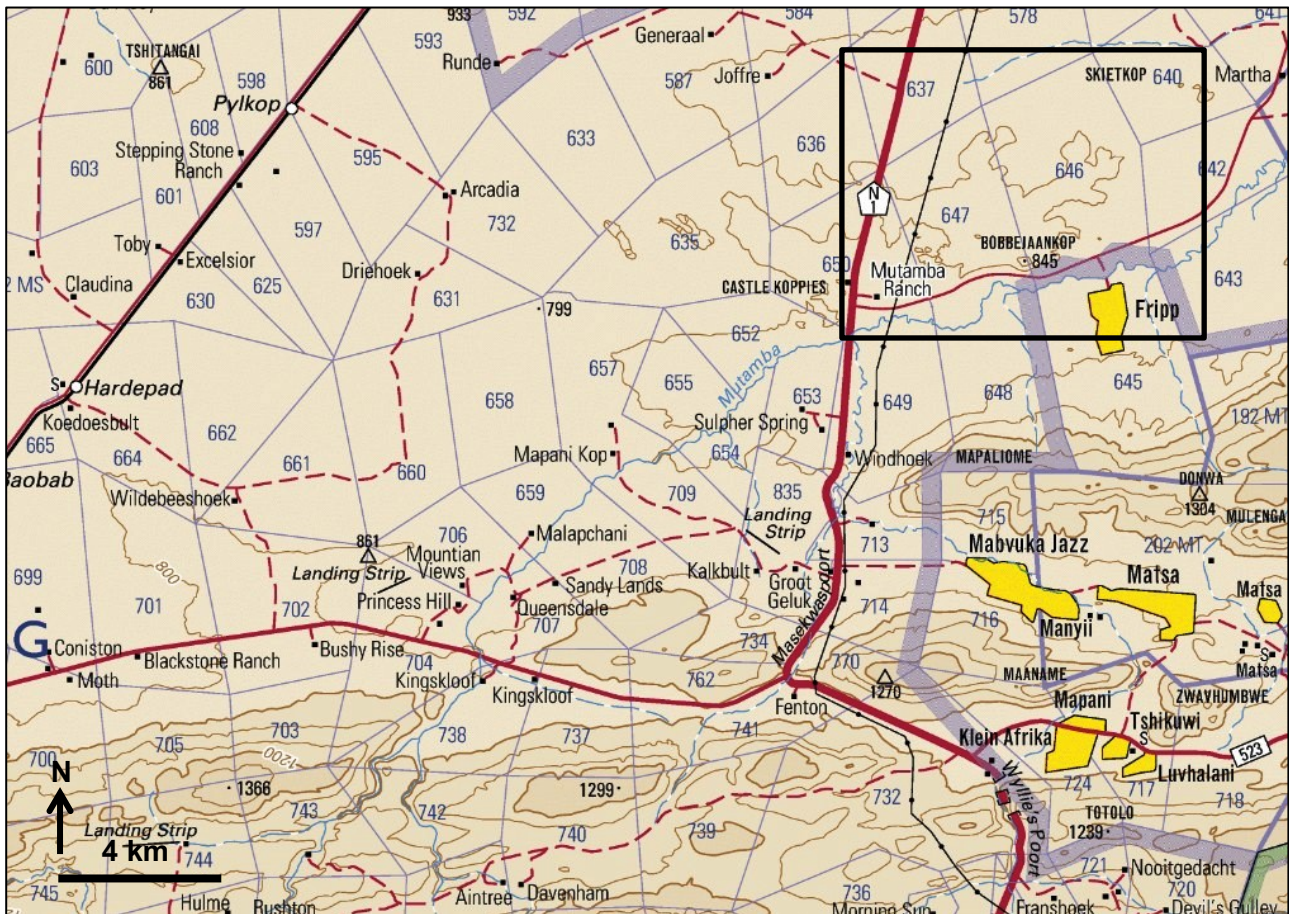 933
592
584
578
641
TSHITANGAI
861
600
598
593
Runde
Generaal
Joffre
587
637
SKIETKOP
640
Martha
Pylkop
608
Stepping Stone
Ranch
603
601
595
633
636
646
642
Arcadia
732
597
635
N
1
647
Toby
Excelsior
BOBBEJAANKOP
845
2 MS
Claudina
Driehoek
650
Mutamba
Ranch
643
630
625
631
CASTLE KOPPIES
799
652
Fripp
Mutamba
657
655
S
Hardepad
Koedoesbult
658
653
649
648
645
192 MT
665
664
662
Sulpher Spring
661
660
Mapani Kop
654
Windhoek
MAPALIOME
Baobab
Wildebeeshoek
659
709
835
DONWA
1304
MULENGA
Landing
Strip
715
861
706
Malapchani
713
Mabvuka Jazz
202 MT
800
Mountian
Views
Landing Strip
708
Kalkbult
Groot
Geluk
Matsa
Matsa
699
701
702
Princess Hill
Sandy Lands
Queensdale
707
714
716
Manyii
Masekwaspoort
G
Coniston
Blackstone Ranch
Bushy Rise
704
734
770
Matsa
S
Moth
Kingskloof
Kingskloof
762
1270
MAANAME
ZWAVHUMBWE
Fenton
Mapani
703
738
737
741
Klein Afrika
Tshikuwi
S
523
700
705
1200
Luvhalani
N
1366
1299
Wyllie's Poort
724
717
718
743
742
732
TOTOLO
1239
Landing Strip
4 km
744
740
739
721
Nooitgedacht
745
Aintree
Davenham
736
720
Hulme
Rushton
Morning Sun
Franshoek
Devil's Gulley